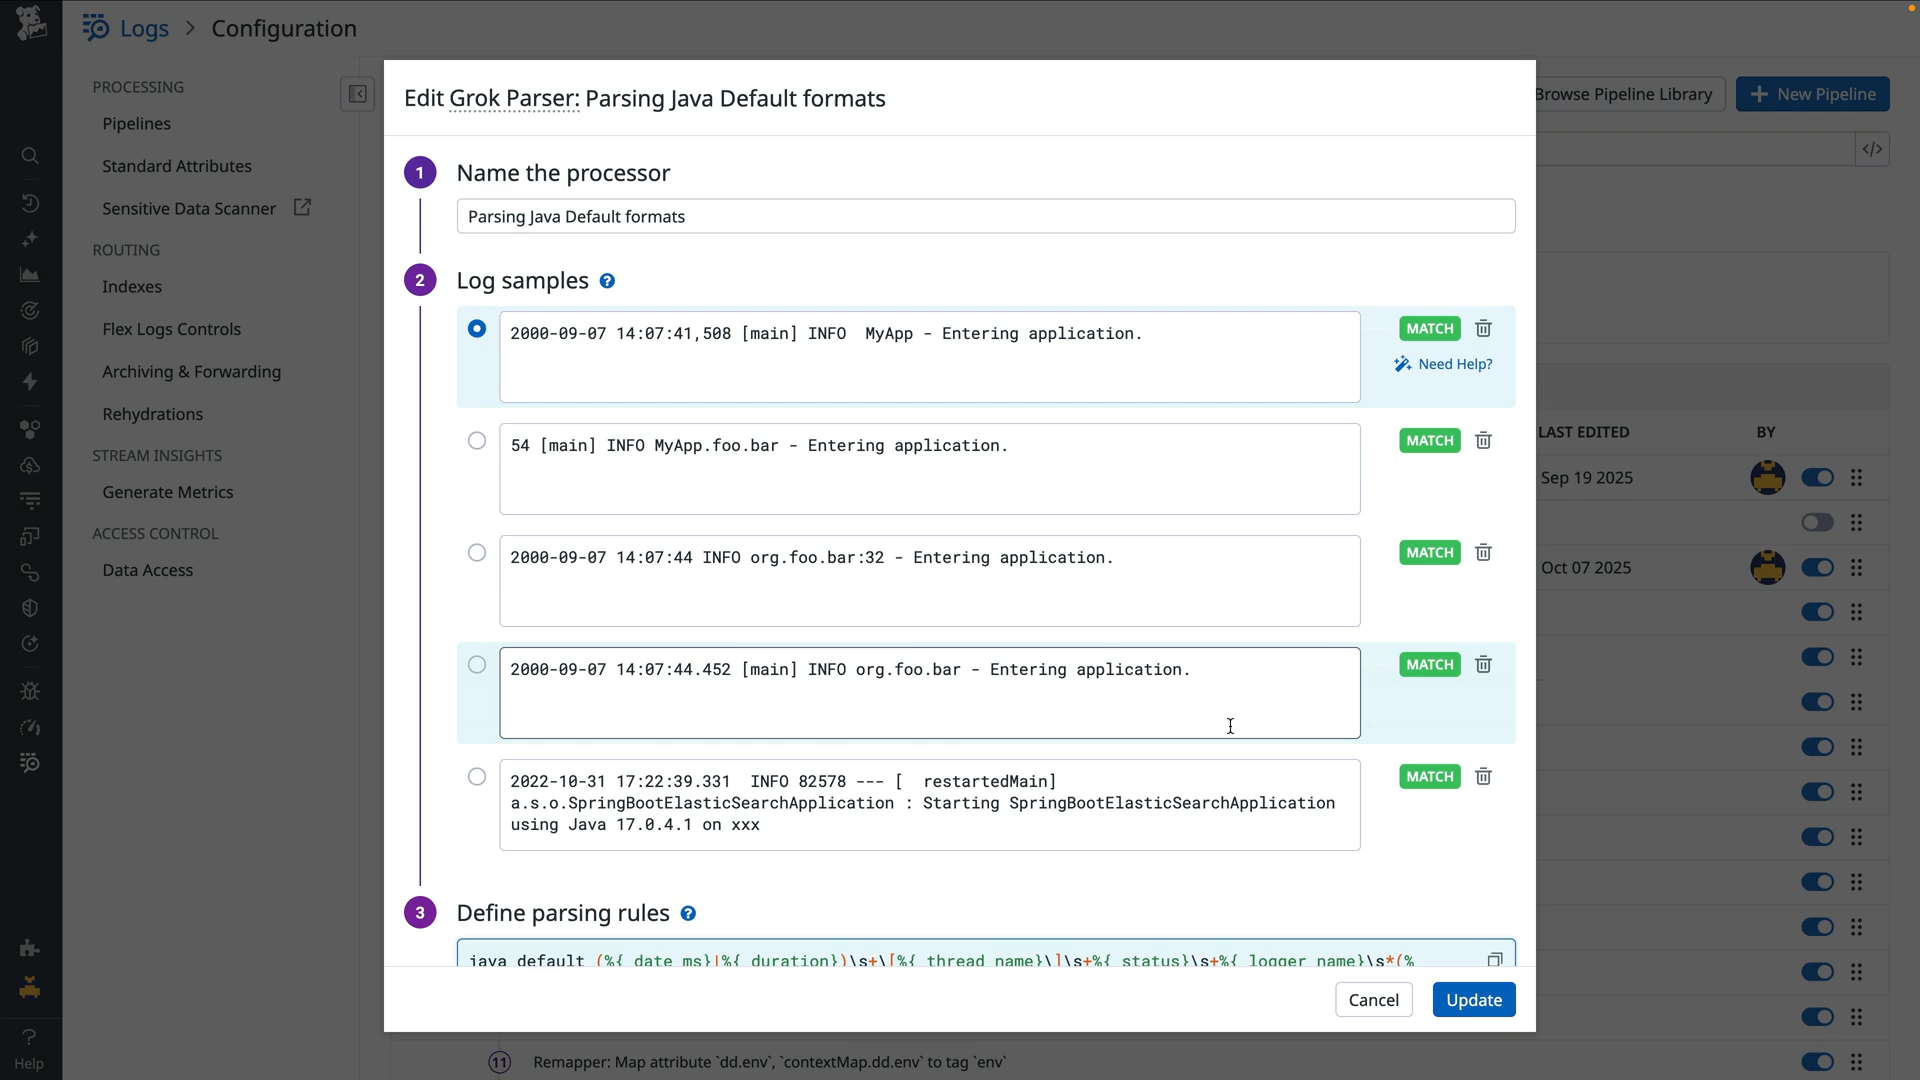 Logs > Configuration
PROCESSING
Pipelines
Standard Attributes
Sensitive Data Scanner
ROUTING
Indexes
Flex Logs Controls
Archiving & Forwarding
Rehydrations
STREAM INSIGHTS
Generate Metrics
ACCESS CONTROL
Data Access
Help
Browse Pipeline Library
New Pipeline
</>
LAST EDITED BY
Sep 19 2025
Oct 07 2025
Edit Grok Parser: Parsing Java Default formats
1 Name the processor
Parsing Java Default formats
2 Log samples ?
2000-09-07 14:07:41,508 [main] INFO  MyApp - Entering application.
MATCH
Need Help?
54 [main] INFO MyApp.foo.bar - Entering application.
MATCH
2000-09-07 14:07:44 INFO org.foo.bar:32 - Entering application.
MATCH
2000-09-07 14:07:44.452 [main] INFO org.foo.bar - Entering application.
MATCH
2022-10-31 17:22:39.331  INFO 82578 --- [  restartedMain]
a.s.o.SpringBootElasticSearchApplication : Starting SpringBootElasticSearchApplication
using Java 17.0.4.1 on xxx
MATCH
3 Define parsing rules ?
java_default (%{_date_ms}|%{_duration})\s+\[%{_thread_name}\]\s+%{_status}\s+%{_logger_name}\s*(%
Cancel
Update
11 Remapper: Map attribute `dd.env`, `contextMap.dd.env` to tag `env`